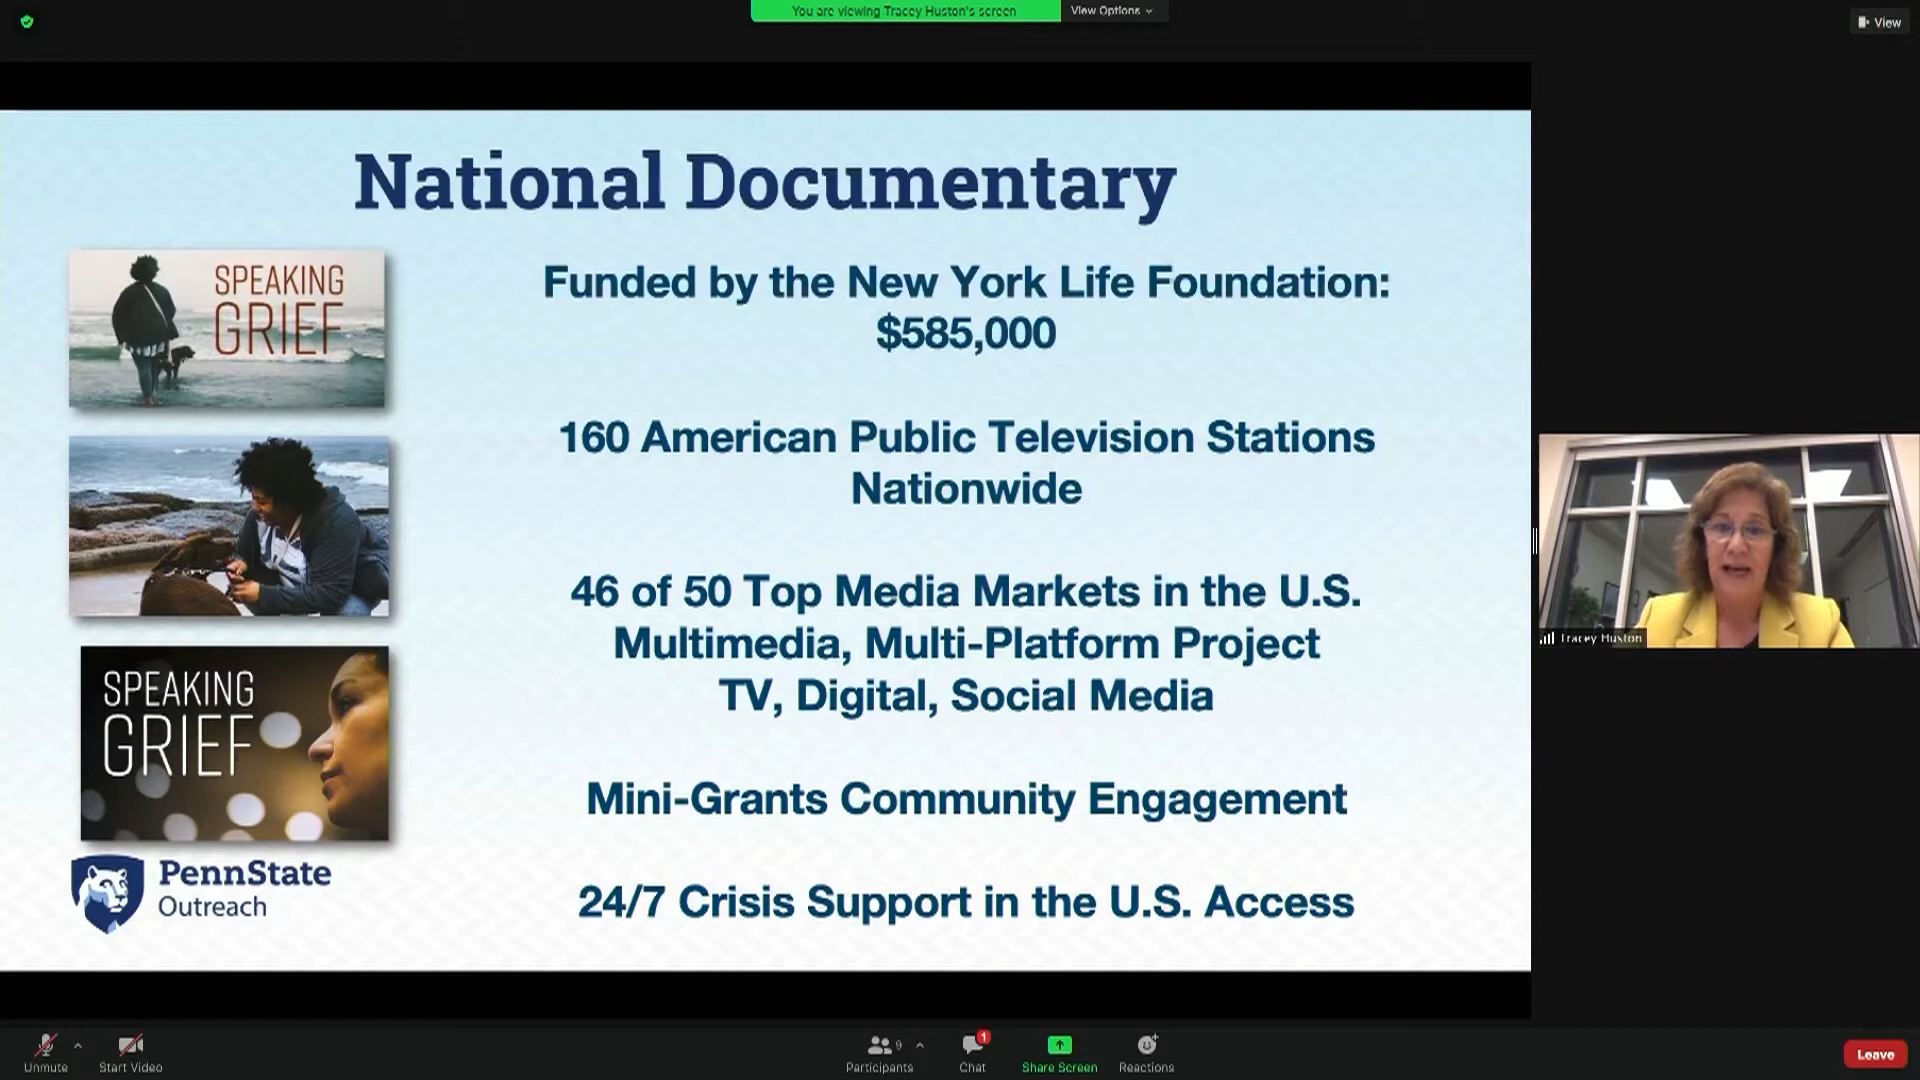 You are viewing Tracey Huston's screen
View Options
View
National Documentary
SPEAKING
GRIEF
Funded by the New York Life Foundation:
$585,000
160 American Public Television Stations
Nationwide
46 of 50 Top Media Markets in the U.S.
Multimedia, Multi-Platform Project
TV, Digital, Social Media
Mini-Grants Community Engagement
24/7 Crisis Support in the U.S. Access
SPEAKING
GRIEF
PennState
Outreach
Tracey Huston
Unmute
Start Video
9
Participants
1
Chat
Share Screen
Reactions
Leave